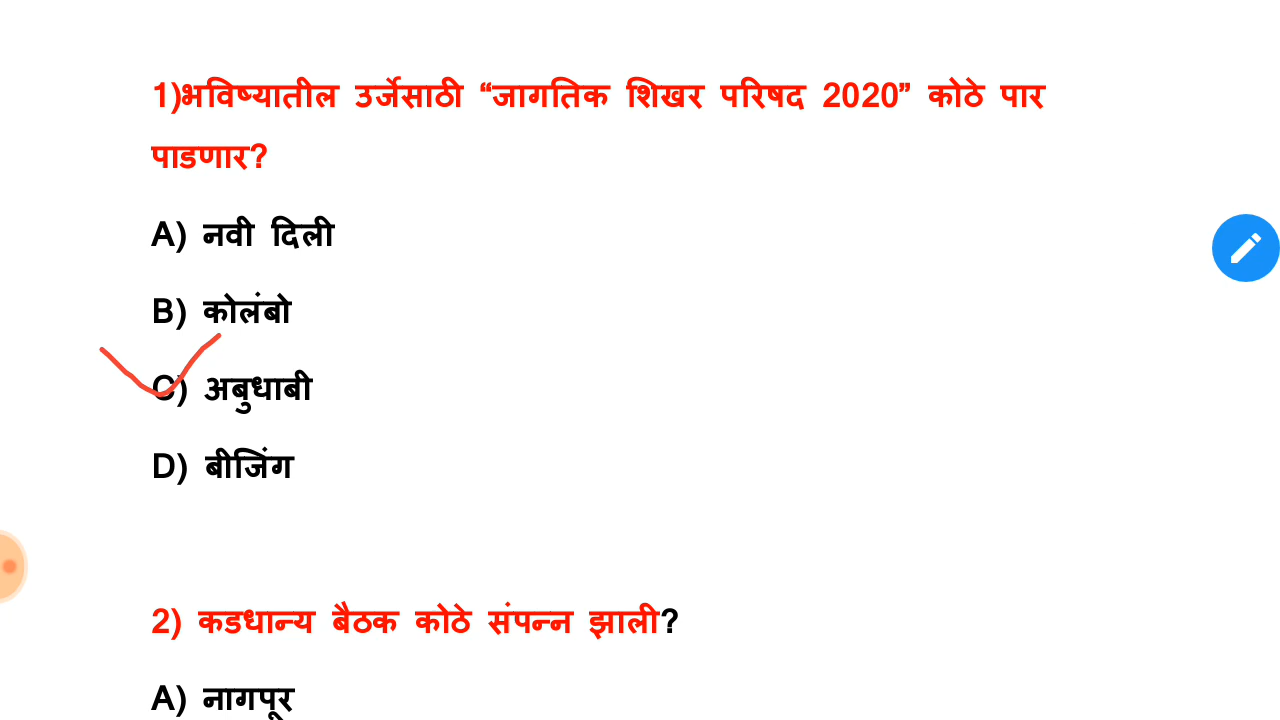 1)भविष्यातील उर्जेसाठी “जागतिक शिखर परिषद 2020” कोठे पार
पाडणार?
A) नवी दिली
B) कोलंबो
C) अबुधाबी
D) बीजिंग
2) कडधान्य बैठक कोठे संपन्न झाली?
A) नागपूर